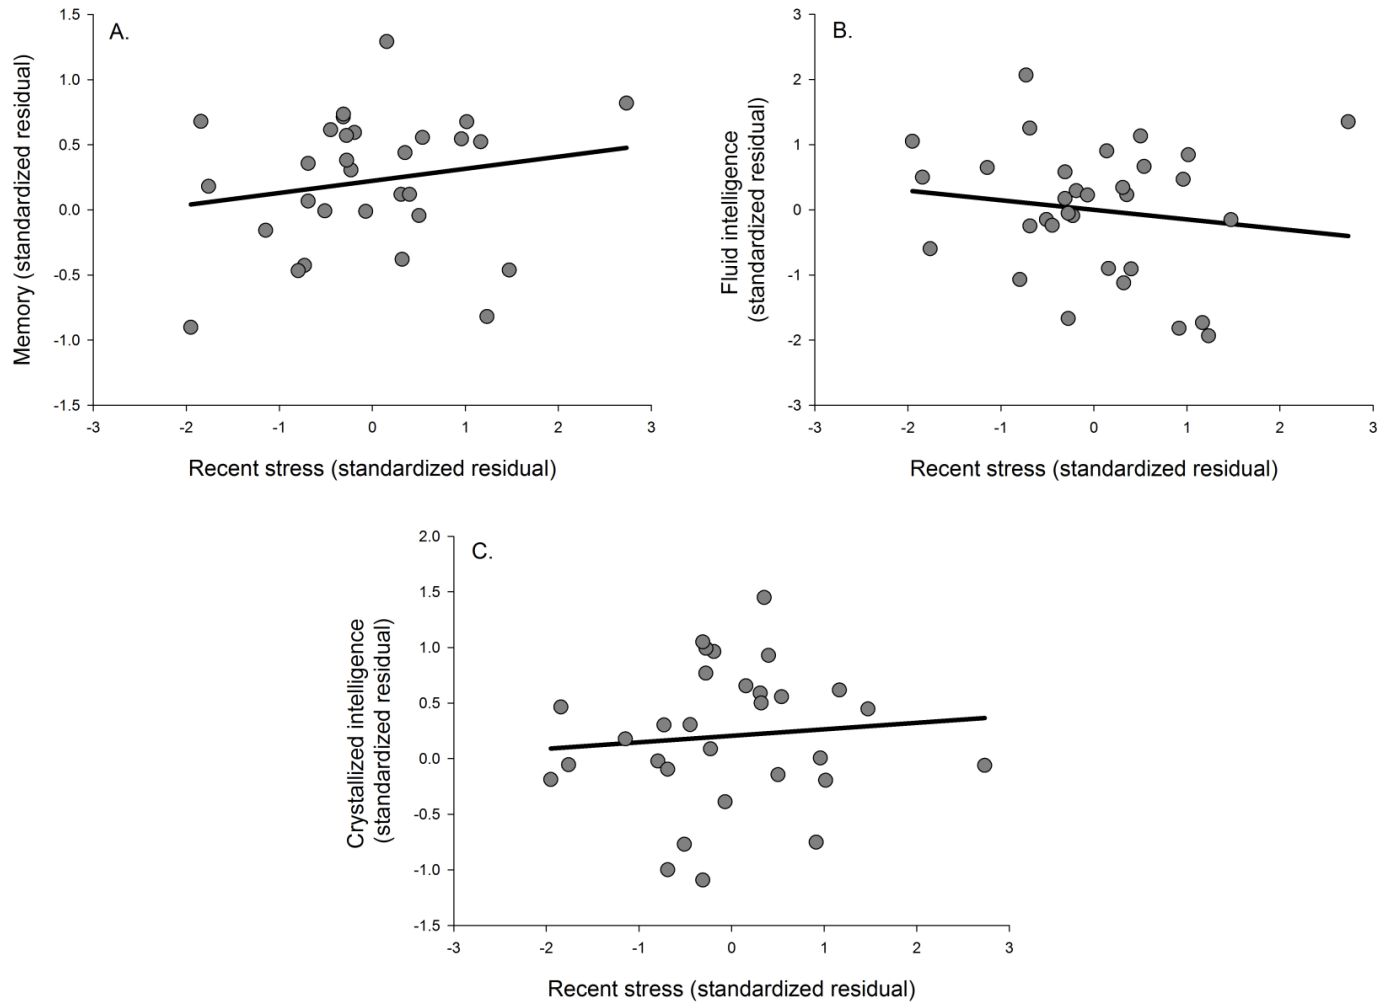 A.
1.5
1.0
0.5
0.0
-0.5
-1.0
-1.5
Memory (standardized residual)
-3 -2 -1 0 1 2 3
Recent stress (standardized residual)
B.
3
2
1
0
-1
-2
-3
Fluid intelligence
(standardized residual)
-3 -2 -1 0 1 2 3
Recent stress (standardized residual)
C.
2.0
1.5
1.0
0.5
0.0
-0.5
-1.0
-1.5
Crystallized intelligence
(standardized residual)
-3 -2 -1 0 1 2 3
Recent stress (standardized residual)